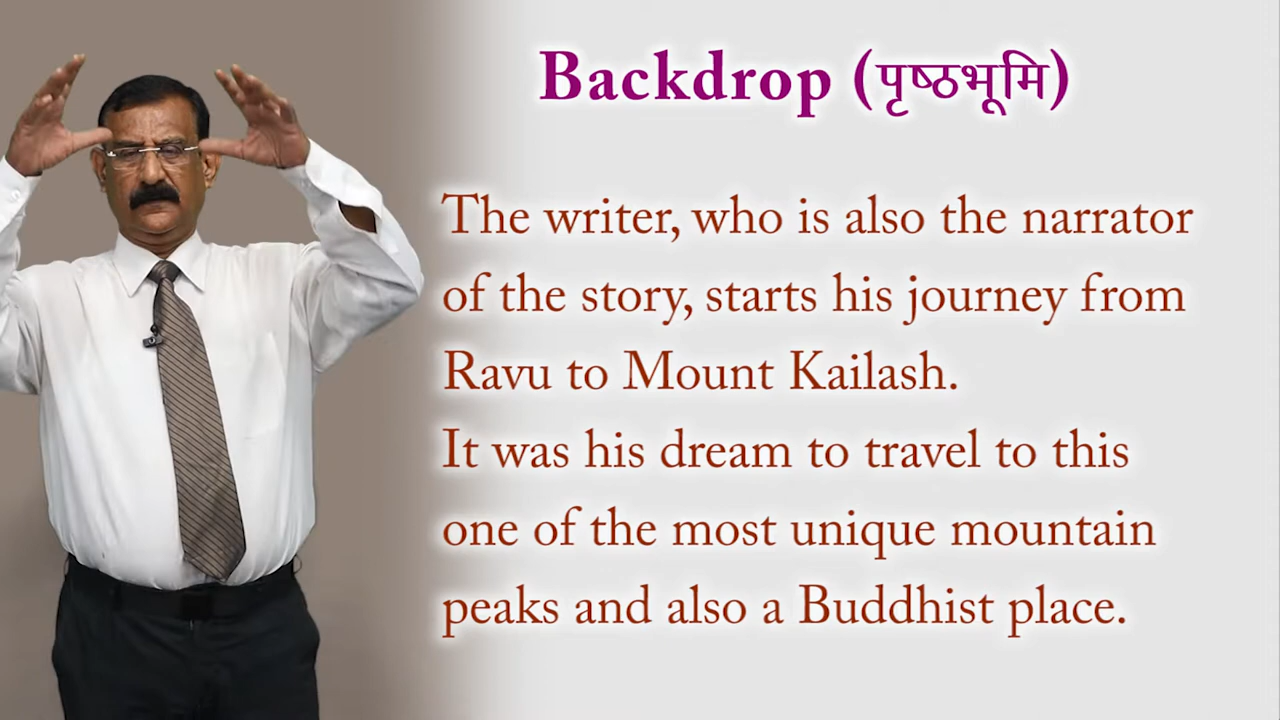 Backdrop (पृष्ठभूमि)
The writer, who is also the narrator
of the story, starts his journey from
Ravu to Mount Kailash.
It was his dream to travel to this
one of the most unique mountain
peaks and also a Buddhist place.